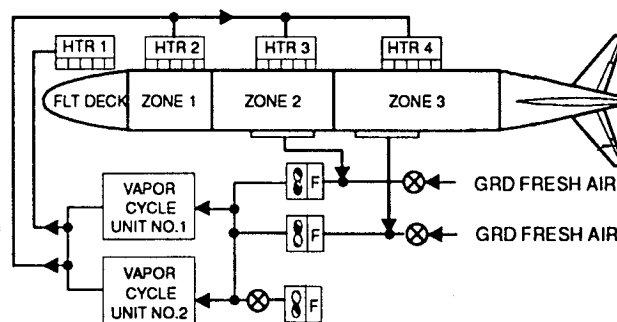 HTR 1
HTR 2
HTR 3
HTR 4
FLT DECK
ZONE 1
ZONE 2
ZONE 3
F
GRD FRESH AIR
VAPOR
CYCLE
UNIT NO.1
F
GRD FRESH AIR
VAPOR
CYCLE
UNIT NO.2
F